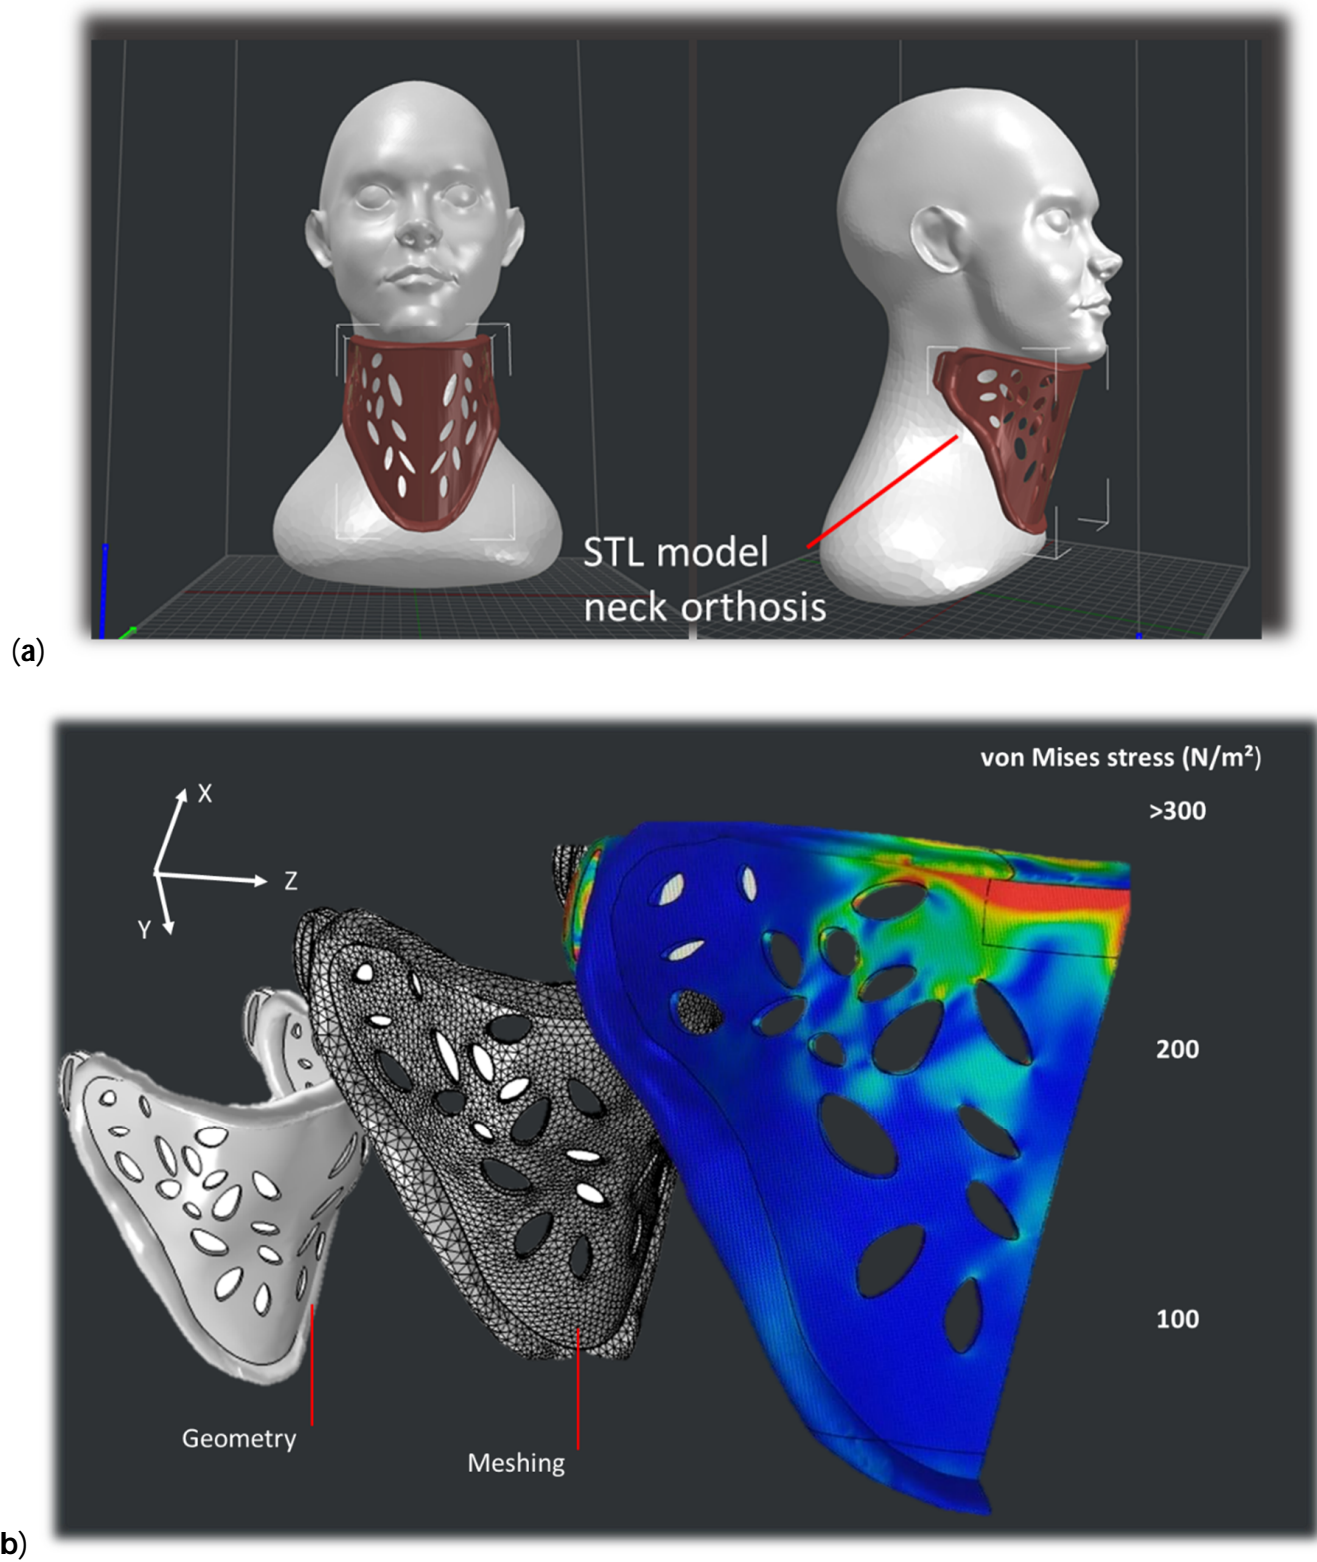 STL model
neck orthosis
(a)
von Mises stress (N/m²)
>300
X
Z
Y
200
100
Geometry
Meshing
b)